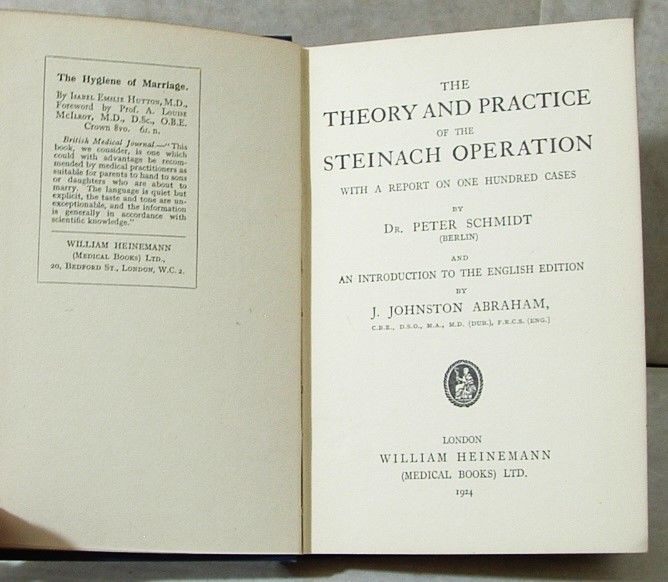 The Hygiene of Marriage.
By Isabel Emslie Hutton, M.D.,
Foreword by Prof. A. Louise
McIlroy, M.D., D.Sc., O.B.E.
Crown 8vo. 6s. n.
British Medical Journal.—"This
book, we consider, is one which
could with advantage be recom-
mended by medical practitioners as
suitable for parents to hand to sons
or daughters who are about to
marry. The language is quiet but
explicit, the taste and tone are un-
exceptionable, and the information
is generally in accordance with
scientific knowledge."
WILLIAM HEINEMANN
(MEDICAL BOOKS) LTD.,
20, BEDFORD ST., LONDON, W.C. 2.
THE
THEORY AND PRACTICE
OF THE
STEINACH OPERATION
WITH A REPORT ON ONE HUNDRED CASES
BY
DR. PETER SCHMIDT
(BERLIN)
AND
AN INTRODUCTION TO THE ENGLISH EDITION
BY
J. JOHNSTON ABRAHAM,
C.B.E., D.S.O., M.A., M.D. (DUB.), F.R.C.S. (ENG.)
LONDON
WILLIAM HEINEMANN
(MEDICAL BOOKS) LTD.
1924